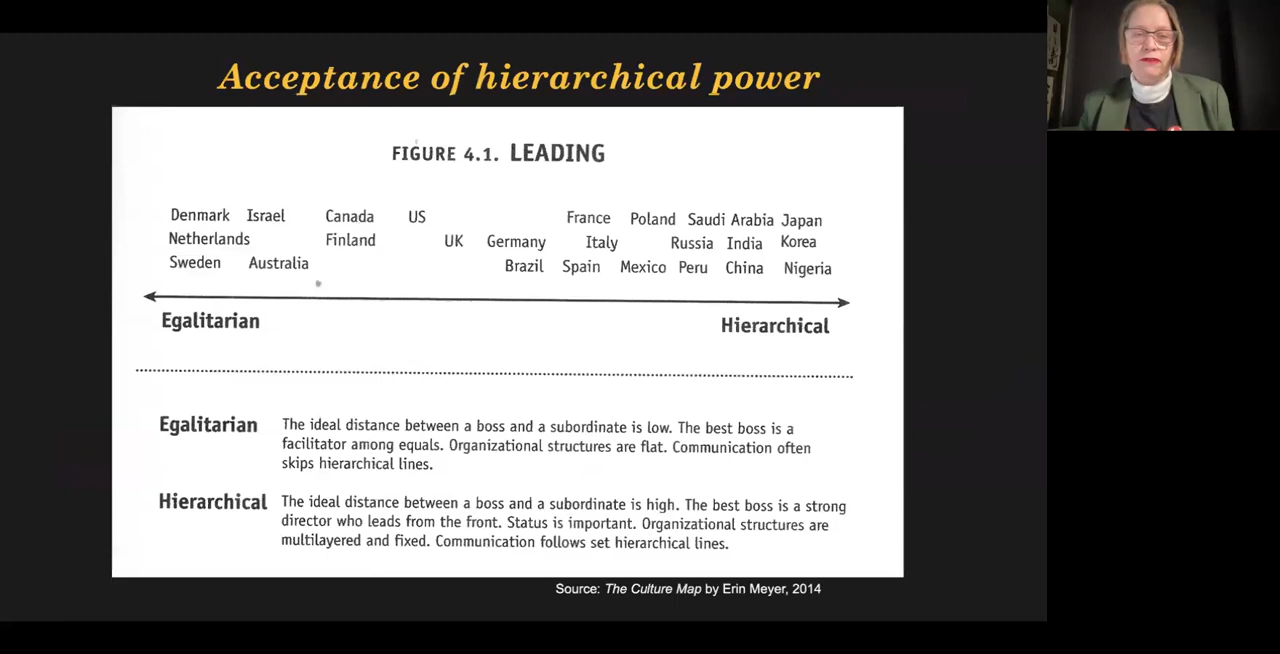 Acceptance of hierarchical power
FIGURE 4.1. LEADING
Denmark Israel Canada US France Poland Saudi Arabia Japan
Netherlands Finland UK Germany Italy Russia India Korea
Sweden Australia Brazil Spain Mexico Peru China Nigeria
Egalitarian Hierarchical
Egalitarian The ideal distance between a boss and a subordinate is low. The best boss is a
facilitator among equals. Organizational structures are flat. Communication often
skips hierarchical lines.
Hierarchical The ideal distance between a boss and a subordinate is high. The best boss is a strong
director who leads from the front. Status is important. Organizational structures are
multilayered and fixed. Communication follows set hierarchical lines.
Source: The Culture Map by Erin Meyer, 2014